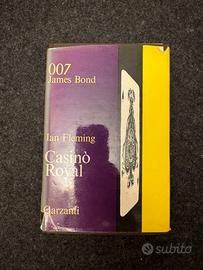 007
James Bond
Ian Fleming
Casinò
Royal
Garzanti
subito